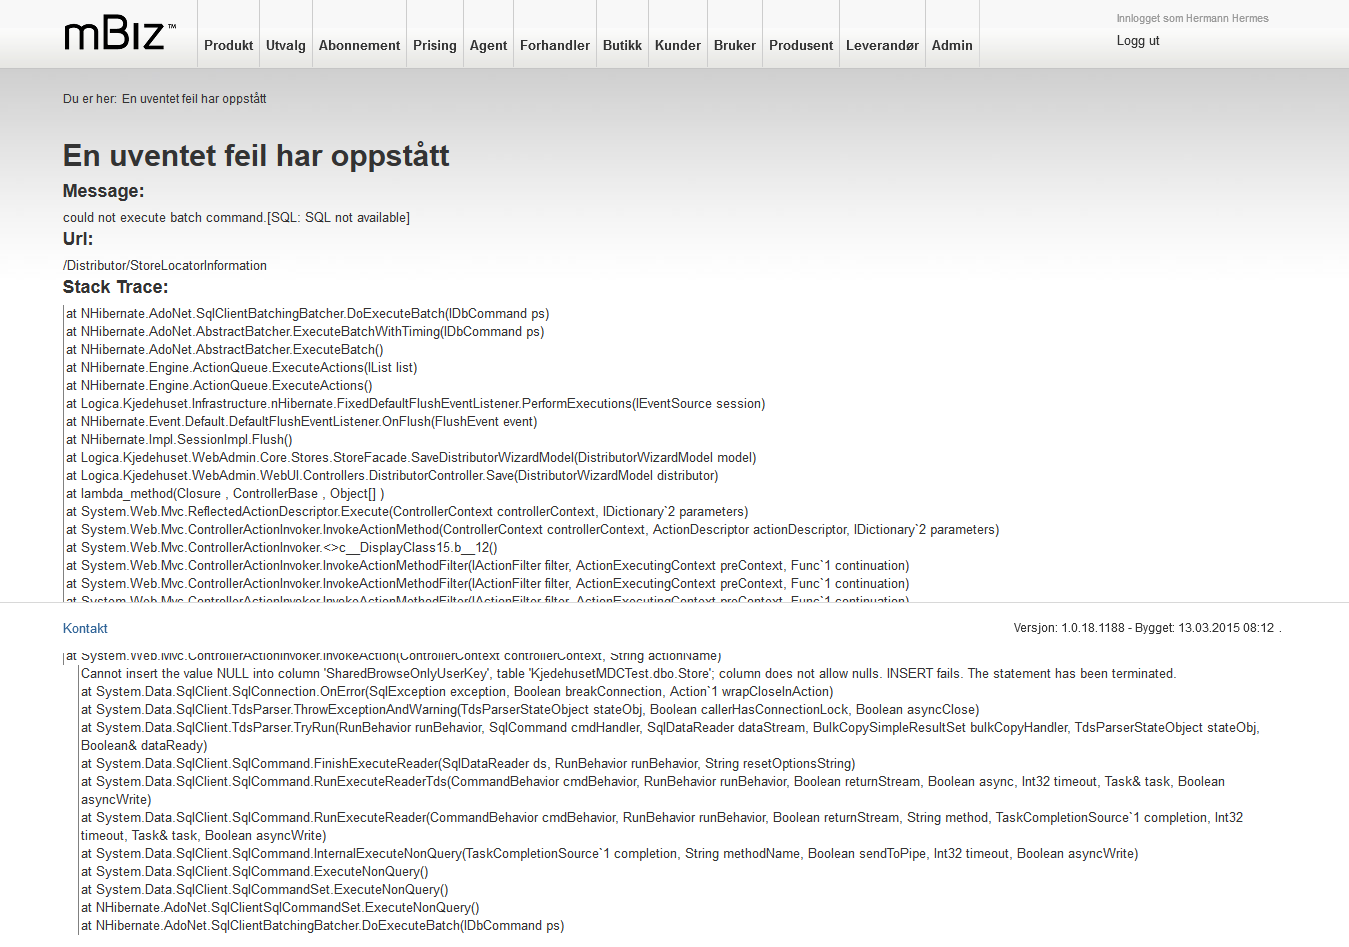 mBiz™
Innlogget som Hermann Hermes
Produkt Utvalg Abonnement Prising Agent Forhandler Butikk Kunder Bruker Produsent Leverandør Admin
Logg ut
Du er her: En uventet feil har oppstått
En uventet feil har oppstått
Message:
could not execute batch command.[SQL: SQL not available]
Url:
/Distributor/StoreLocatorInformation
Stack Trace:
at NHibernate.AdoNet.SqlClientBatchingBatcher.DoExecuteBatch(IDbCommand ps)
at NHibernate.AdoNet.AbstractBatcher.ExecuteBatchWithTiming(IDbCommand ps)
at NHibernate.AdoNet.AbstractBatcher.ExecuteBatch()
at NHibernate.Engine.ActionQueue.ExecuteActions(IList list)
at NHibernate.Engine.ActionQueue.ExecuteActions()
at Logica.Kjedehuset.Infrastructure.nHibernate.FixedDefaultFlushEventListener.PerformExecutions(IEventSource session)
at NHibernate.Event.Default.DefaultFlushEventListener.OnFlush(FlushEvent event)
at NHibernate.Impl.SessionImpl.Flush()
at Logica.Kjedehuset.WebAdmin.Core.Stores.StoreFacade.SaveDistributorWizardModel(DistributorWizardModel model)
at Logica.Kjedehuset.WebAdmin.WebUI.Controllers.DistributorController.Save(DistributorWizardModel distributor)
at lambda_method(Closure , ControllerBase , Object[] )
at System.Web.Mvc.ReflectedActionDescriptor.Execute(ControllerContext controllerContext, IDictionary`2 parameters)
at System.Web.Mvc.ControllerActionInvoker.InvokeActionMethod(ControllerContext controllerContext, ActionDescriptor actionDescriptor, IDictionary`2 parameters)
at System.Web.Mvc.ControllerActionInvoker.<>c__DisplayClass15.b__12()
at System.Web.Mvc.ControllerActionInvoker.InvokeActionMethodFilter(IActionFilter filter, ActionExecutingContext preContext, Func`1 continuation)
at System.Web.Mvc.ControllerActionInvoker.InvokeActionMethodFilter(IActionFilter filter, ActionExecutingContext preContext, Func`1 continuation)
at System.Web.Mvc.ControllerActionInvoker.InvokeActionMethodFilter(IActionFilter filter, ActionExecutingContext preContext, Func`1 continuation)
Kontakt
Versjon: 1.0.18.1188 - Bygget: 13.03.2015 08:12 .
at System.Web.Mvc.ControllerActionInvoker.InvokeAction(ControllerContext controllerContext, String actionName)
Cannot insert the value NULL into column 'SharedBrowseOnlyUserKey', table 'KjedehusetMDCTest.dbo.Store'; column does not allow nulls. INSERT fails. The statement has been terminated.
at System.Data.SqlClient.SqlConnection.OnError(SqlException exception, Boolean breakConnection, Action`1 wrapCloseInAction)
at System.Data.SqlClient.TdsParser.ThrowExceptionAndWarning(TdsParserStateObject stateObj, Boolean callerHasConnectionLock, Boolean asyncClose)
at System.Data.SqlClient.TdsParser.TryRun(RunBehavior runBehavior, SqlCommand cmdHandler, SqlDataReader dataStream, BulkCopySimpleResultSet bulkCopyHandler, TdsParserStateObject stateObj,
Boolean& dataReady)
at System.Data.SqlClient.SqlCommand.FinishExecuteReader(SqlDataReader ds, RunBehavior runBehavior, String resetOptionsString)
at System.Data.SqlClient.SqlCommand.RunExecuteReaderTds(CommandBehavior cmdBehavior, RunBehavior runBehavior, Boolean returnStream, Boolean async, Int32 timeout, Task& task, Boolean
asyncWrite)
at System.Data.SqlClient.SqlCommand.RunExecuteReader(CommandBehavior cmdBehavior, RunBehavior runBehavior, Boolean returnStream, String method, TaskCompletionSource`1 completion, Int32
timeout, Task& task, Boolean asyncWrite)
at System.Data.SqlClient.SqlCommand.InternalExecuteNonQuery(TaskCompletionSource`1 completion, String methodName, Boolean sendToPipe, Int32 timeout, Boolean asyncWrite)
at System.Data.SqlClient.SqlCommand.ExecuteNonQuery()
at System.Data.SqlClient.SqlCommandSet.ExecuteNonQuery()
at NHibernate.AdoNet.SqlClientSqlCommandSet.ExecuteNonQuery()
at NHibernate.AdoNet.SqlClientBatchingBatcher.DoExecuteBatch(IDbCommand ps)